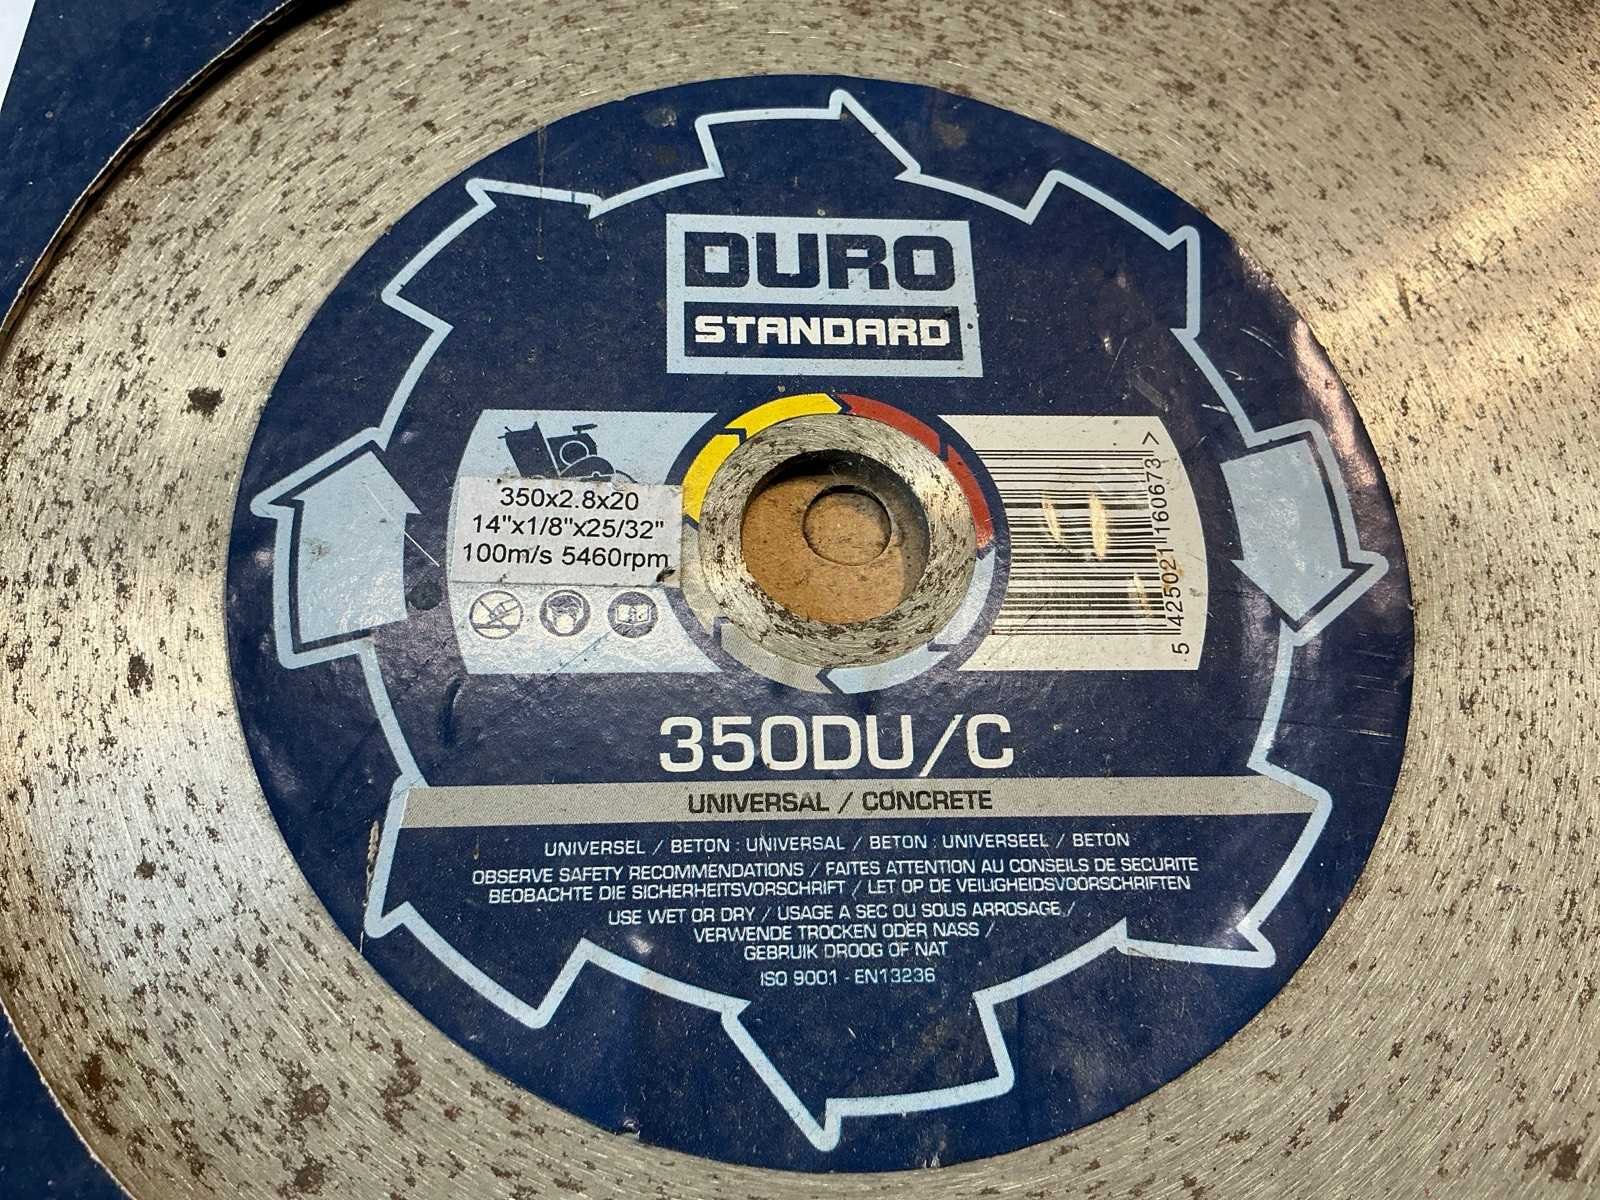 DURO
STANDARD
350x2.8x20
14"x1/8"x25/32"
100m/s 5460rpm
5 425021 160673 >
350DU/C
UNIVERSAL / CONCRETE
UNIVERSEL / BETON : UNIVERSAL / BETON : UNIVERSEEL / BETON
OBSERVE SAFETY RECOMMENDATIONS / FAITES ATTENTION AU CONSEILS DE SECURITE
BEOBACHTE DIE SICHERHEITSVORSCHRIFT / LET OP DE VEILIGHEIDSVOORSCHRIFTEN
USE WET OR DRY / USAGE A SEC OU SOUS ARROSAGE /
VERWENDE TROCKEN ODER NASS /
GEBRUIK DROOG OF NAT
ISO 9001 - EN13236